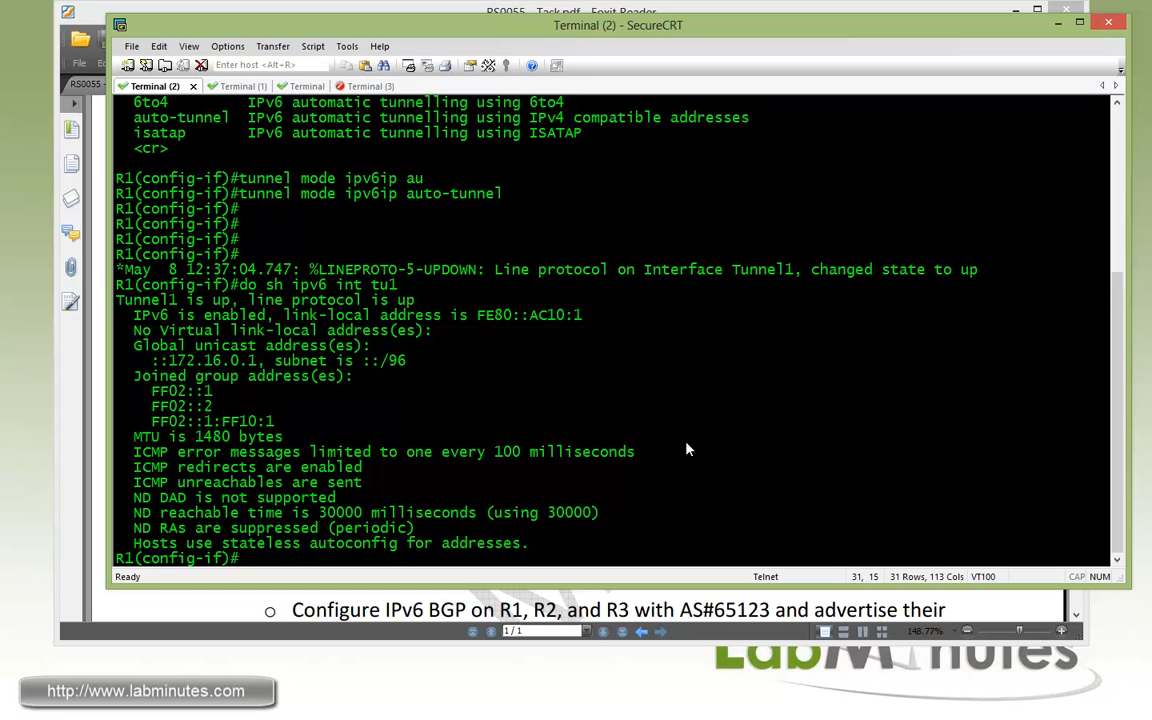 RS0055 - Task.pdf - Foxit Reader
Terminal (2) - SecureCRT
File Edit View Options Transfer Script Tools Help
File
Enter host <Alt+R>
RS0055 -
Terminal (2) Terminal (1) Terminal Terminal (3)
6to4 IPv6 automatic tunnelling using 6to4
auto-tunnel IPv6 automatic tunnelling using IPv4 compatible addresses
isatap IPv6 automatic tunnelling using ISATAP
<cr>
R1(config-if)#tunnel mode ipv6ip au
R1(config-if)#tunnel mode ipv6ip auto-tunnel
R1(config-if)#
R1(config-if)#
R1(config-if)#
R1(config-if)#
*May 8 12:37:04.747: %LINEPROTO-5-UPDOWN: Line protocol on Interface Tunnel1, changed state to up
R1(config-if)#do sh ipv6 int tu1
Tunnel1 is up, line protocol is up
IPv6 is enabled, link-local address is FE80::AC10:1
No Virtual link-local address(es):
Global unicast address(es):
::172.16.0.1, subnet is ::/96
Joined group address(es):
FF02::1
FF02::2
FF02::1:FF10:1
MTU is 1480 bytes
ICMP error messages limited to one every 100 milliseconds
ICMP redirects are enabled
ICMP unreachables are sent
ND DAD is not supported
ND reachable time is 30000 milliseconds (using 30000)
ND RAs are suppressed (periodic)
Hosts use stateless autoconfig for addresses.
R1(config-if)#
Ready Telnet 31, 15 31 Rows, 113 Cols VT100 CAP NUM
o Configure IPv6 BGP on R1, R2, and R3 with AS#65123 and advertise their
1 / 1 148.77%
LabMinutes
http://www.labminutes.com